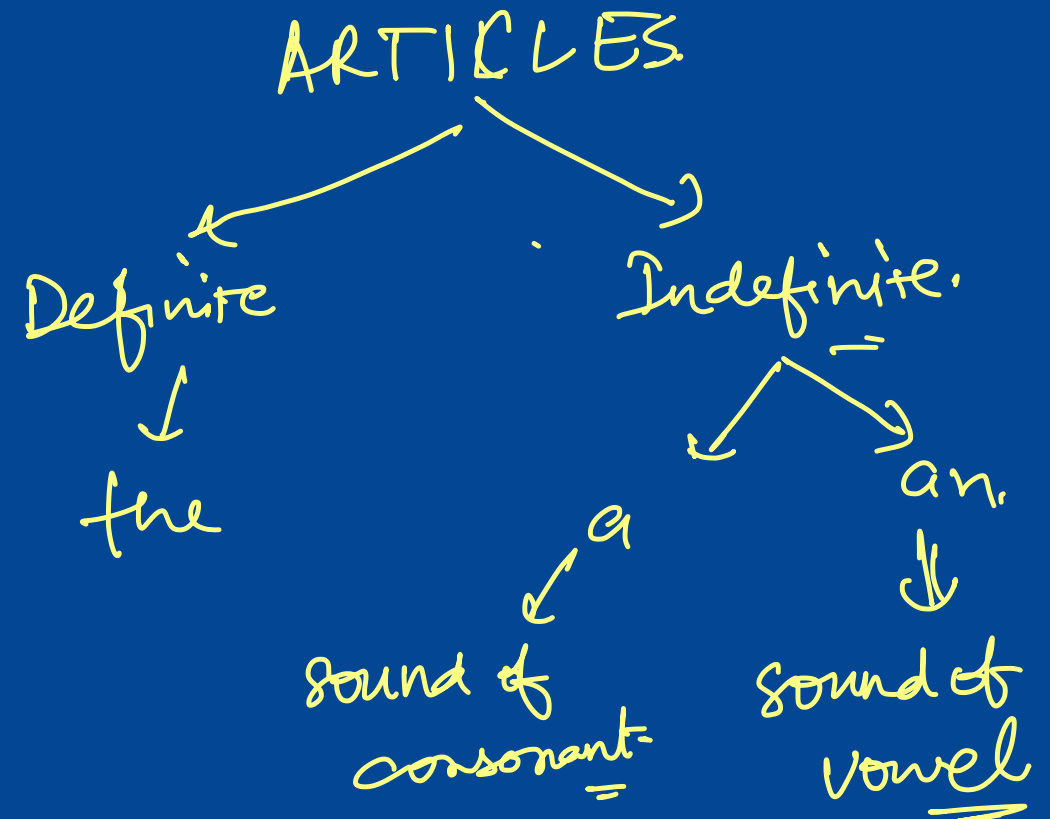 ARTICLES
Definite
Indefinite.
the
a
an.
sound of
consonant
sound of
vowel